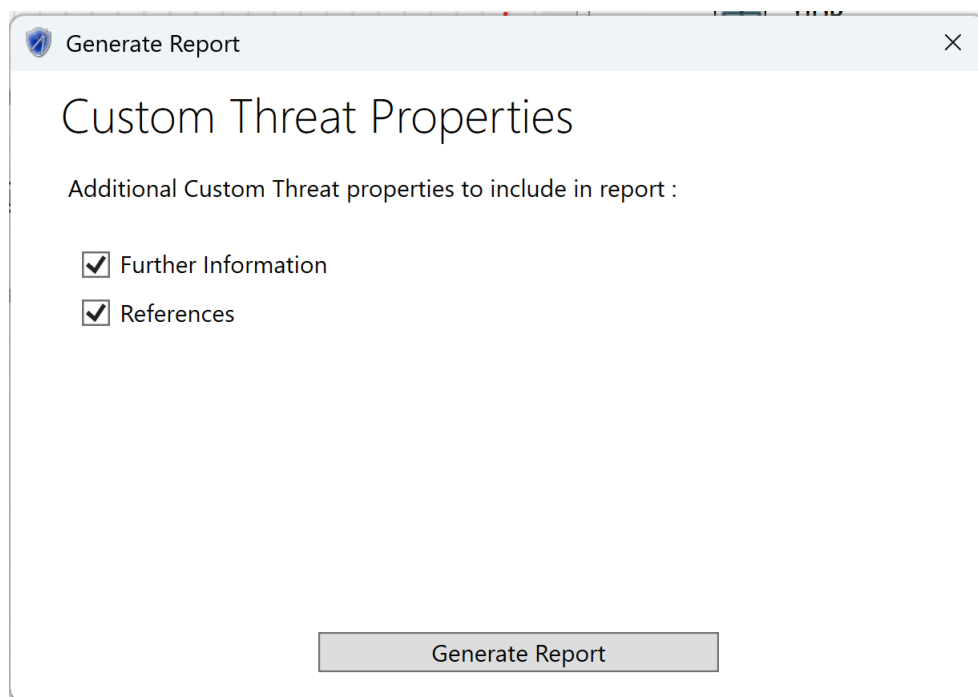 Generate Report
Custom Threat Properties
Additional Custom Threat properties to include in report :
Further Information
References
Generate Report